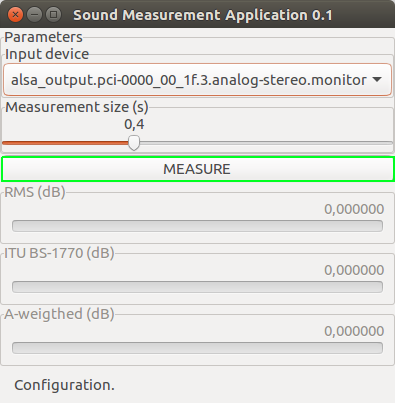 Sound Measurement Application 0.1
Parameters
Input device
alsa_output.pci-0000_00_1f.3.analog-stereo.monitor
Measurement size (s)
0,4
MEASURE
RMS (dB)
0,000000
ITU BS-1770 (dB)
0,000000
A-weigthed (dB)
0,000000
Configuration.